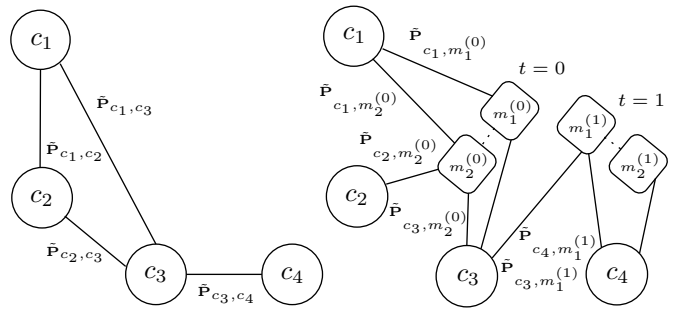 c₁
P̃_{c₁,c₃}
P̃_{c₁,c₂}
c₂
P̃_{c₂,c₃}
c₃
c₄
P̃_{c₃,c₄}
c₁
P̃_{c₁,m₁^{(0)}}
t = 0
m₁^{(0)}
P̃_{c₁,m₂^{(0)}}
P̃_{c₂,m₂^{(0)}}
m₂^{(0)}
c₂
P̃_{c₃,m₂^{(0)}}
c₃
t = 1
m₁^{(1)}
m₂^{(1)}
P̃_{c₄,m₁^{(1)}}
P̃_{c₃,m₁^{(1)}}
c₄